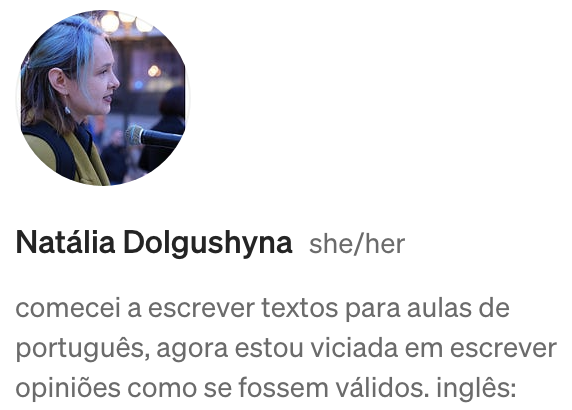 Natália Dolgushyna she/her
comecei a escrever textos para aulas de
português, agora estou viciada em escrever
opiniões como se fossem válidos. inglês: